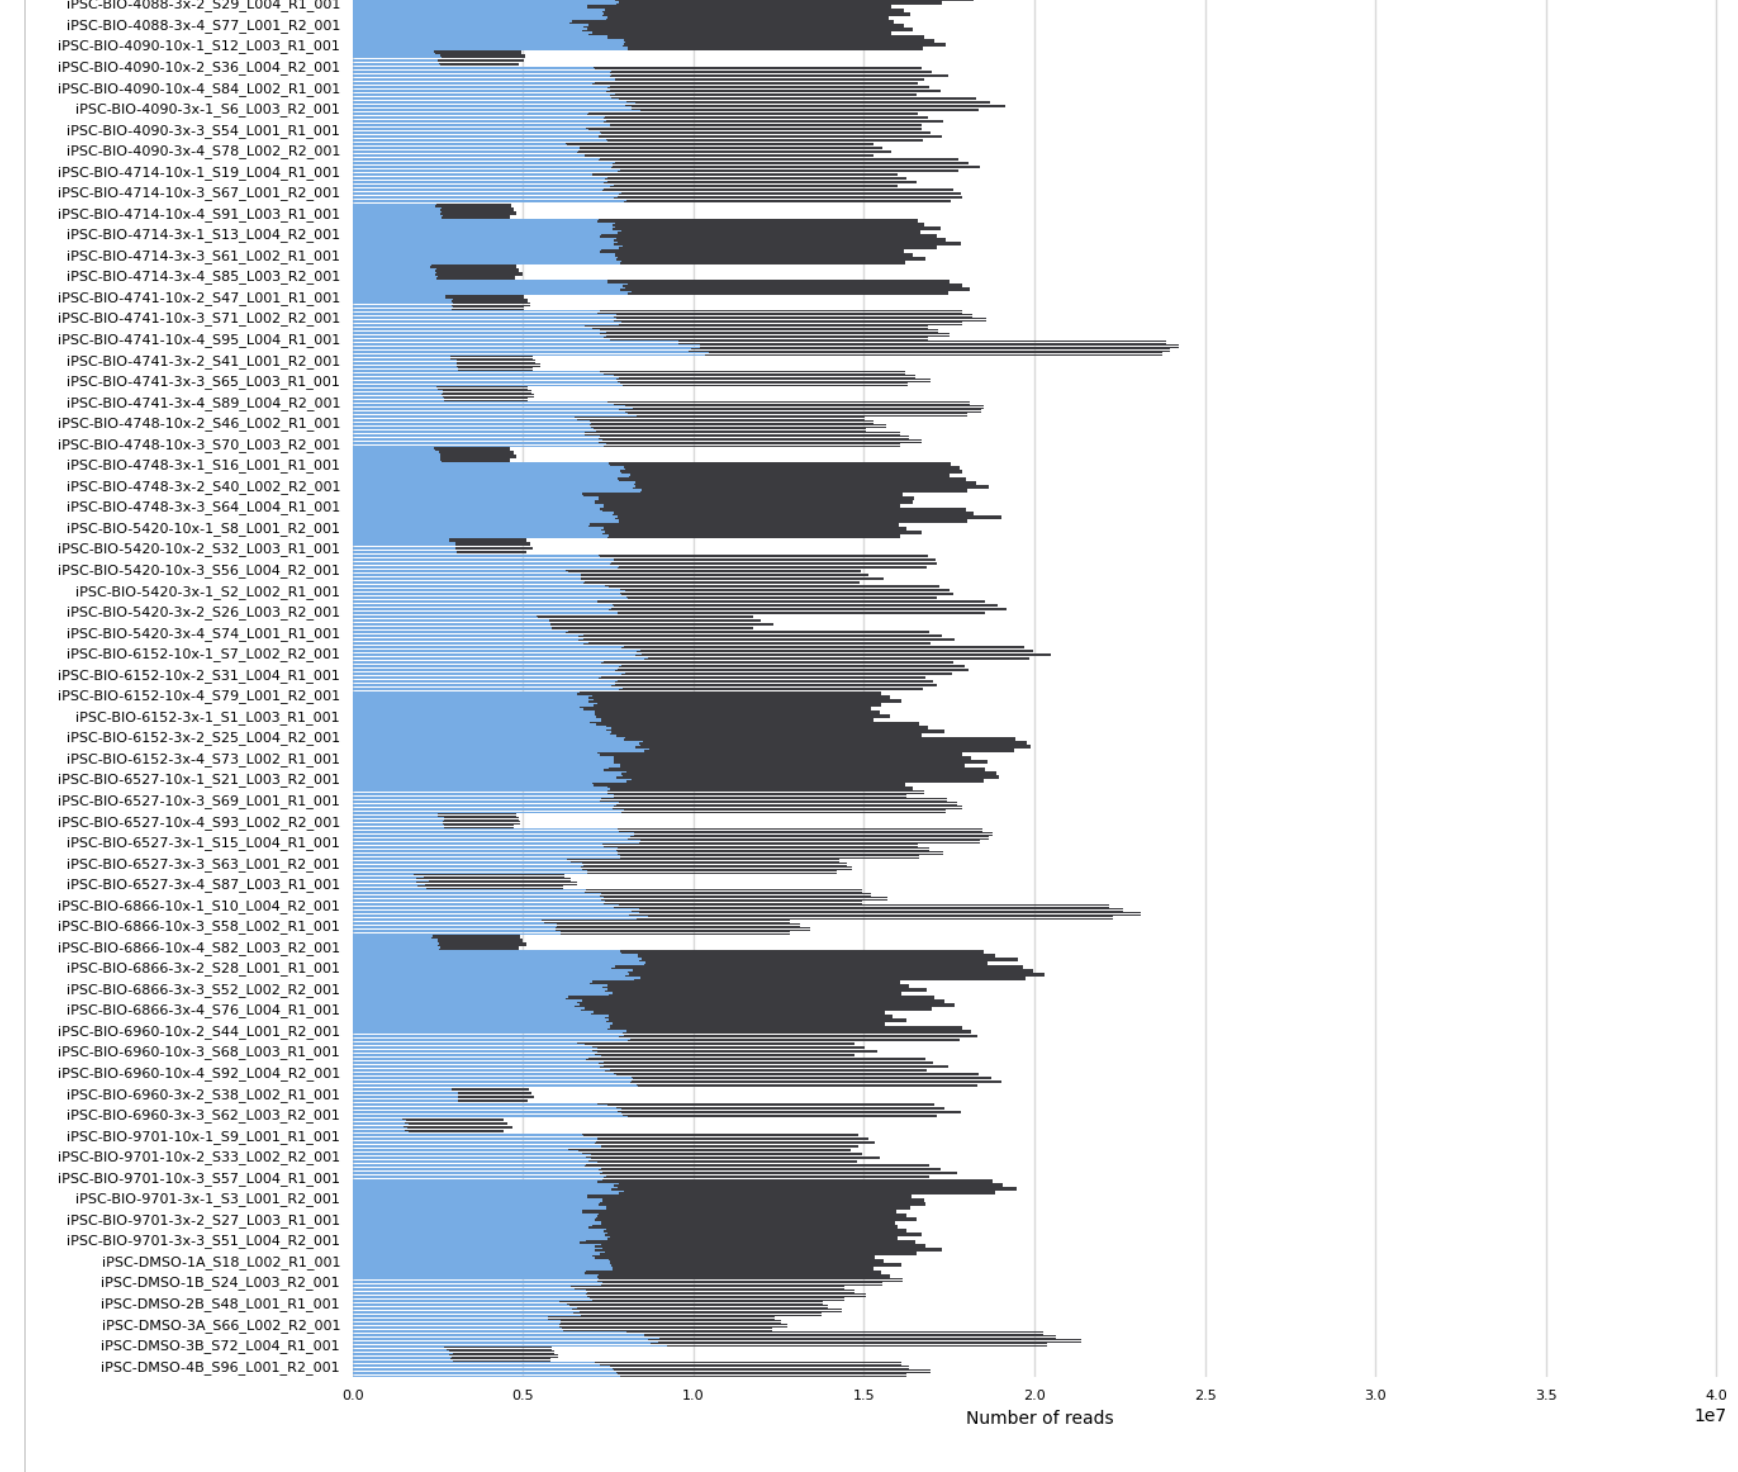 iPSC-BIO-4088-3x-2_S29_L004_R1_001
iPSC-BIO-4088-3x-4_S77_L001_R2_001
iPSC-BIO-4090-10x-1_S12_L003_R1_001
iPSC-BIO-4090-10x-2_S36_L004_R2_001
iPSC-BIO-4090-10x-4_S84_L002_R1_001
iPSC-BIO-4090-3x-1_S6_L003_R2_001
iPSC-BIO-4090-3x-3_S54_L001_R1_001
iPSC-BIO-4090-3x-4_S78_L002_R2_001
iPSC-BIO-4714-10x-1_S19_L004_R1_001
iPSC-BIO-4714-10x-3_S67_L001_R2_001
iPSC-BIO-4714-10x-4_S91_L003_R1_001
iPSC-BIO-4714-3x-1_S13_L004_R2_001
iPSC-BIO-4714-3x-3_S61_L002_R1_001
iPSC-BIO-4714-3x-4_S85_L003_R2_001
iPSC-BIO-4741-10x-2_S47_L001_R1_001
iPSC-BIO-4741-10x-3_S71_L002_R2_001
iPSC-BIO-4741-10x-4_S95_L004_R1_001
iPSC-BIO-4741-3x-2_S41_L001_R2_001
iPSC-BIO-4741-3x-3_S65_L003_R1_001
iPSC-BIO-4741-3x-4_S89_L004_R2_001
iPSC-BIO-4748-10x-2_S46_L002_R1_001
iPSC-BIO-4748-10x-3_S70_L003_R2_001
iPSC-BIO-4748-3x-1_S16_L001_R1_001
iPSC-BIO-4748-3x-2_S40_L002_R2_001
iPSC-BIO-4748-3x-3_S64_L004_R1_001
iPSC-BIO-5420-10x-1_S8_L001_R2_001
iPSC-BIO-5420-10x-2_S32_L003_R1_001
iPSC-BIO-5420-10x-3_S56_L004_R2_001
iPSC-BIO-5420-3x-1_S2_L002_R1_001
iPSC-BIO-5420-3x-2_S26_L003_R2_001
iPSC-BIO-5420-3x-4_S74_L001_R1_001
iPSC-BIO-6152-10x-1_S7_L002_R2_001
iPSC-BIO-6152-10x-2_S31_L004_R1_001
iPSC-BIO-6152-10x-4_S79_L001_R2_001
iPSC-BIO-6152-3x-1_S1_L003_R1_001
iPSC-BIO-6152-3x-2_S25_L004_R2_001
iPSC-BIO-6152-3x-4_S73_L002_R1_001
iPSC-BIO-6527-10x-1_S21_L003_R2_001
iPSC-BIO-6527-10x-3_S69_L001_R1_001
iPSC-BIO-6527-10x-4_S93_L002_R2_001
iPSC-BIO-6527-3x-1_S15_L004_R1_001
iPSC-BIO-6527-3x-3_S63_L001_R2_001
iPSC-BIO-6527-3x-4_S87_L003_R1_001
iPSC-BIO-6866-10x-1_S10_L004_R2_001
iPSC-BIO-6866-10x-3_S58_L002_R1_001
iPSC-BIO-6866-10x-4_S82_L003_R2_001
iPSC-BIO-6866-3x-2_S28_L001_R1_001
iPSC-BIO-6866-3x-3_S52_L002_R2_001
iPSC-BIO-6866-3x-4_S76_L004_R1_001
iPSC-BIO-6960-10x-2_S44_L001_R2_001
iPSC-BIO-6960-10x-3_S68_L003_R1_001
iPSC-BIO-6960-10x-4_S92_L004_R2_001
iPSC-BIO-6960-3x-2_S38_L002_R1_001
iPSC-BIO-6960-3x-3_S62_L003_R2_001
iPSC-BIO-9701-10x-1_S9_L001_R1_001
iPSC-BIO-9701-10x-2_S33_L002_R2_001
iPSC-BIO-9701-10x-3_S57_L004_R1_001
iPSC-BIO-9701-3x-1_S3_L001_R2_001
iPSC-BIO-9701-3x-2_S27_L003_R1_001
iPSC-BIO-9701-3x-3_S51_L004_R2_001
iPSC-DMSO-1A_S18_L002_R1_001
iPSC-DMSO-1B_S24_L003_R2_001
iPSC-DMSO-2B_S48_L001_R1_001
iPSC-DMSO-3A_S66_L002_R2_001
iPSC-DMSO-3B_S72_L004_R1_001
iPSC-DMSO-4B_S96_L001_R2_001
0.0 0.5 1.0 1.5 2.0 2.5 3.0 3.5 4.0
Number of reads
1e7